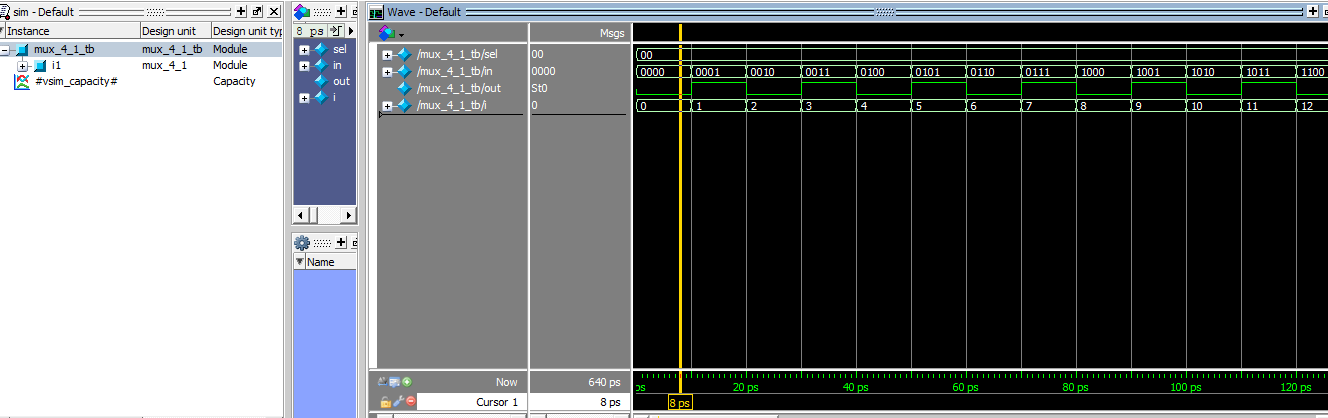 sim - Default
Instance Design unit Design unit typ
mux_4_1_tb mux_4_1_tb Module
i1 mux_4_1 Module
#vsim_capacity# Capacity
8 ps
sel
in
out
i
Name
Wave - Default
Msgs
/mux_4_1_tb/sel 00 00
/mux_4_1_tb/in 0000 0000 0001 0010 0011 0100 0101 0110 0111 1000 1001 1010 1011 1100
/mux_4_1_tb/out St0
/mux_4_1_tb/i 0 0 1 2 3 4 5 6 7 8 9 10 11 12
Now 640 ps ps 20 ps 40 ps 60 ps 80 ps 100 ps 120 ps
Cursor 1 8 ps 8 ps